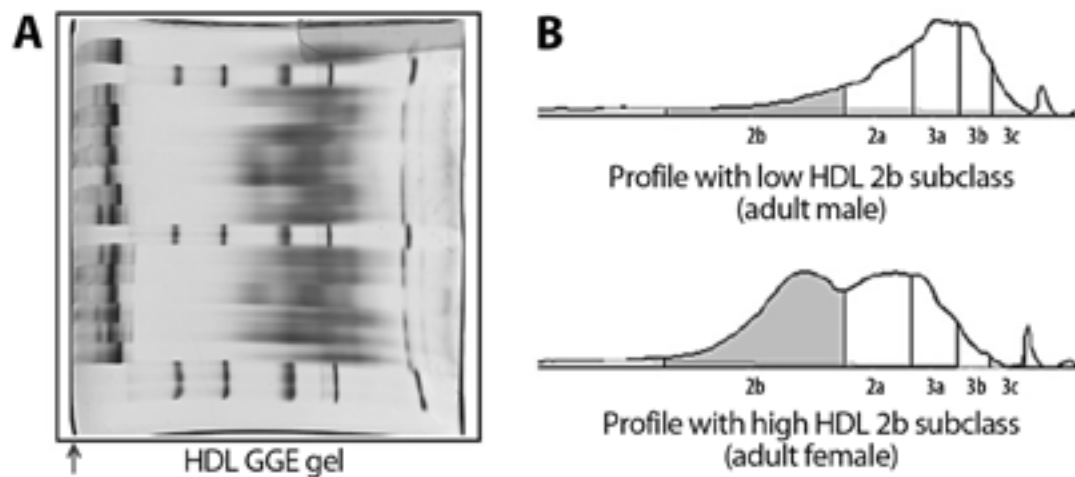 A
HDL GGE gel
B
2b 2a 3a 3b 3c
Profile with low HDL 2b subclass
(adult male)
2b 2a 3a 3b 3c
Profile with high HDL 2b subclass
(adult female)